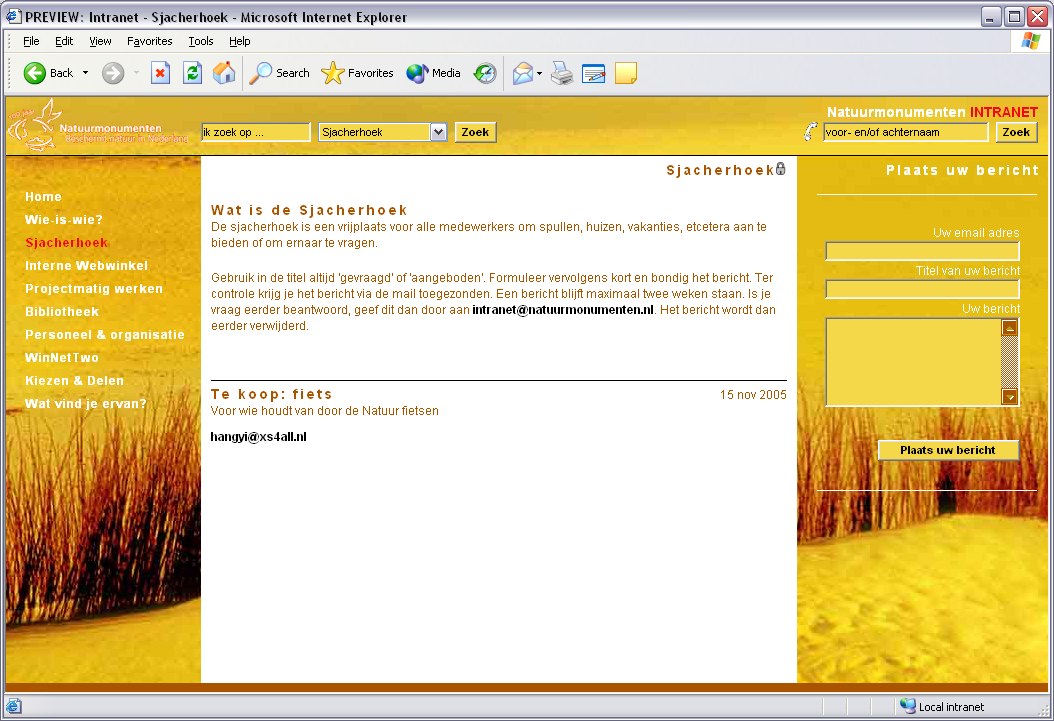 PREVIEW: Intranet - Sjacherhoek - Microsoft Internet Explorer
File Edit View Favorites Tools Help
Back Search Favorites Media
Natuurmonumenten
Beschermt natuur in Nederland
ik zoek op ... Sjacherhoek Zoek
Natuurmonumenten INTRANET
voor- en/of achternaam Zoek
Home
Wie-is-wie?
Sjacherhoek
Interne Webwinkel
Projectmatig werken
Bibliotheek
Personeel & organisatie
WinNetTwo
Kiezen & Delen
Wat vind je ervan?
Sjacherhoek
Wat is de Sjacherhoek
De sjacherhoek is een vrijplaats voor alle medewerkers om spullen, huizen, vakanties, etcetera aan te
bieden of om ernaar te vragen.
Gebruik in de titel altijd 'gevraagd' of 'aangeboden'. Formuleer vervolgens kort en bondig het bericht. Ter
controle krijg je het bericht via de mail toegezonden. Een bericht blijft maximaal twee weken staan. Is je
vraag eerder beantwoord, geef dit dan door aan intranet@natuurmonumenten.nl. Het bericht wordt dan
eerder verwijderd.
Te koop: fiets 15 nov 2005
Voor wie houdt van door de Natuur fietsen
hangyi@xs4all.nl
Plaats uw bericht
Uw email adres
Titel van uw bericht
Uw bericht
Plaats uw bericht
Local intranet